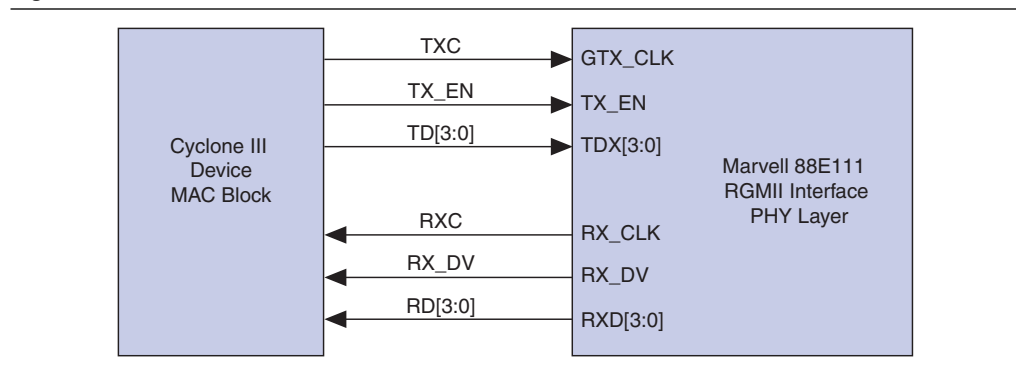 TXC
GTX_CLK
TX_EN
TX_EN
TD[3:0]
TDX[3:0]
Cyclone III
Device
MAC Block
Marvell 88E111
RGMII Interface
PHY Layer
RXC
RX_CLK
RX_DV
RX_DV
RD[3:0]
RXD[3:0]